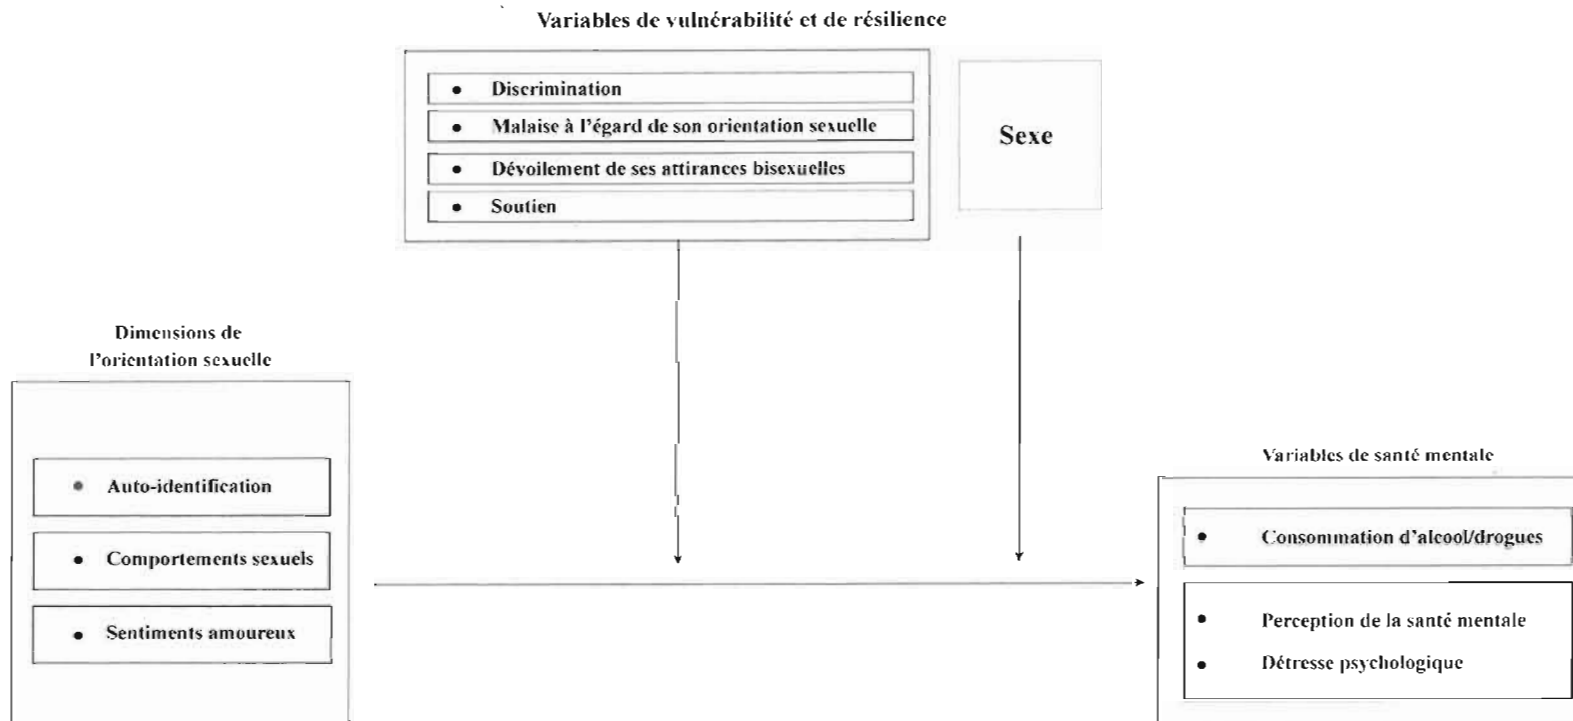 Variables de vulnérabilité et de résilience
• Discrimination
• Malaise à l'égard de son orientation sexuelle
• Dévoilement de ses attirances bisexuelles
• Soutien
Sexe
Dimensions de
l'orientation sexuelle
• Auto-identification
• Comportements sexuels
• Sentiments amoureux
Variables de santé mentale
• Consommation d'alcool/drogues
• Perception de la santé mentale
• Détresse psychologique